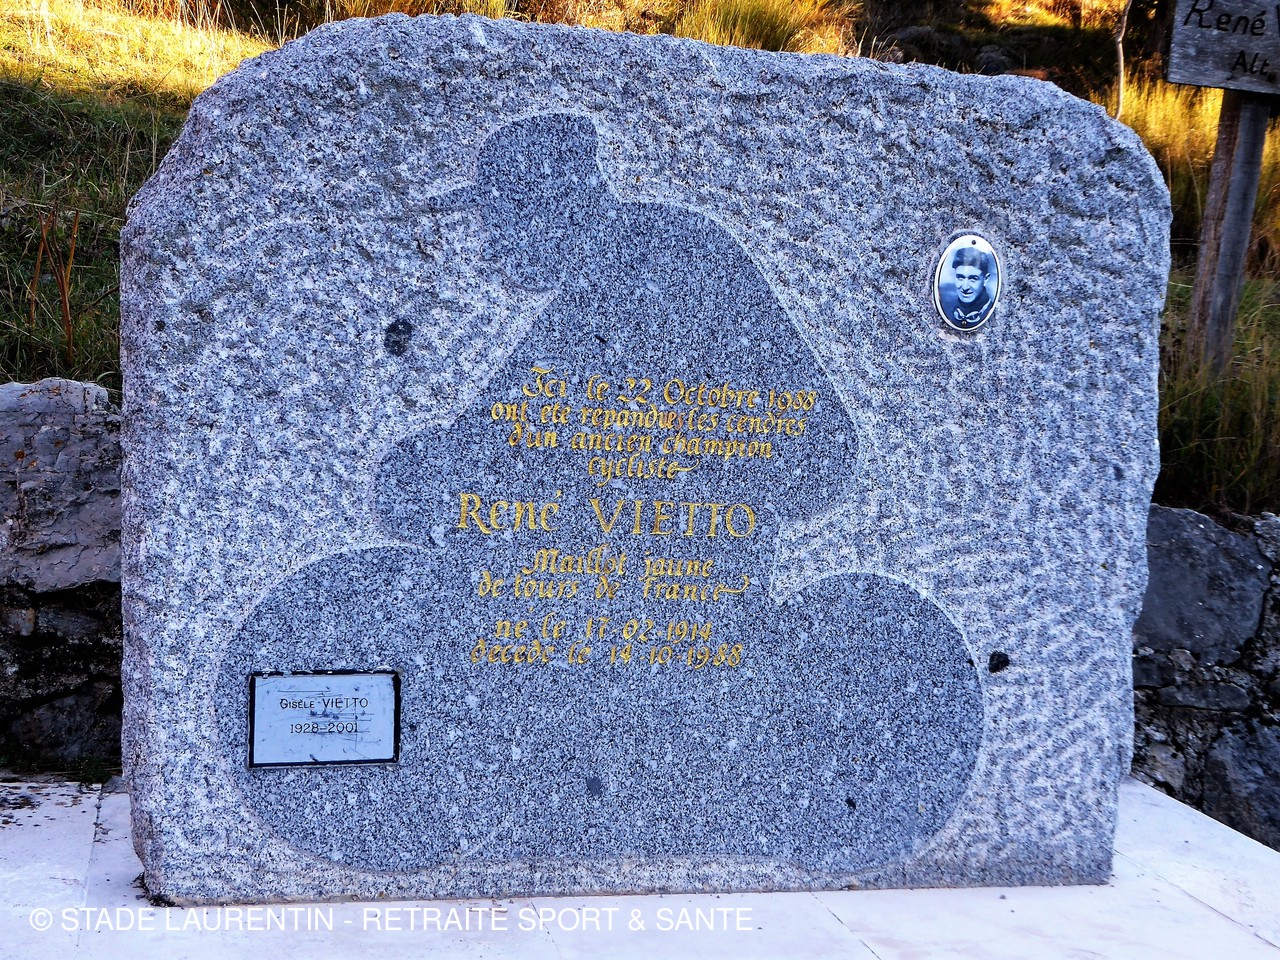 René
Alt
Ici le 22 Octobre 1988
ont été répandues les cendres
d'un ancien champion
cycliste
René VIETTO
Maillot jaune
de tours de France
né le 17-02-1914
décédé le 14-10-1988
GISÈLE VIETTO
1928-2001
© STADE LAURENTIN - RETRAITE SPORT & SANTE